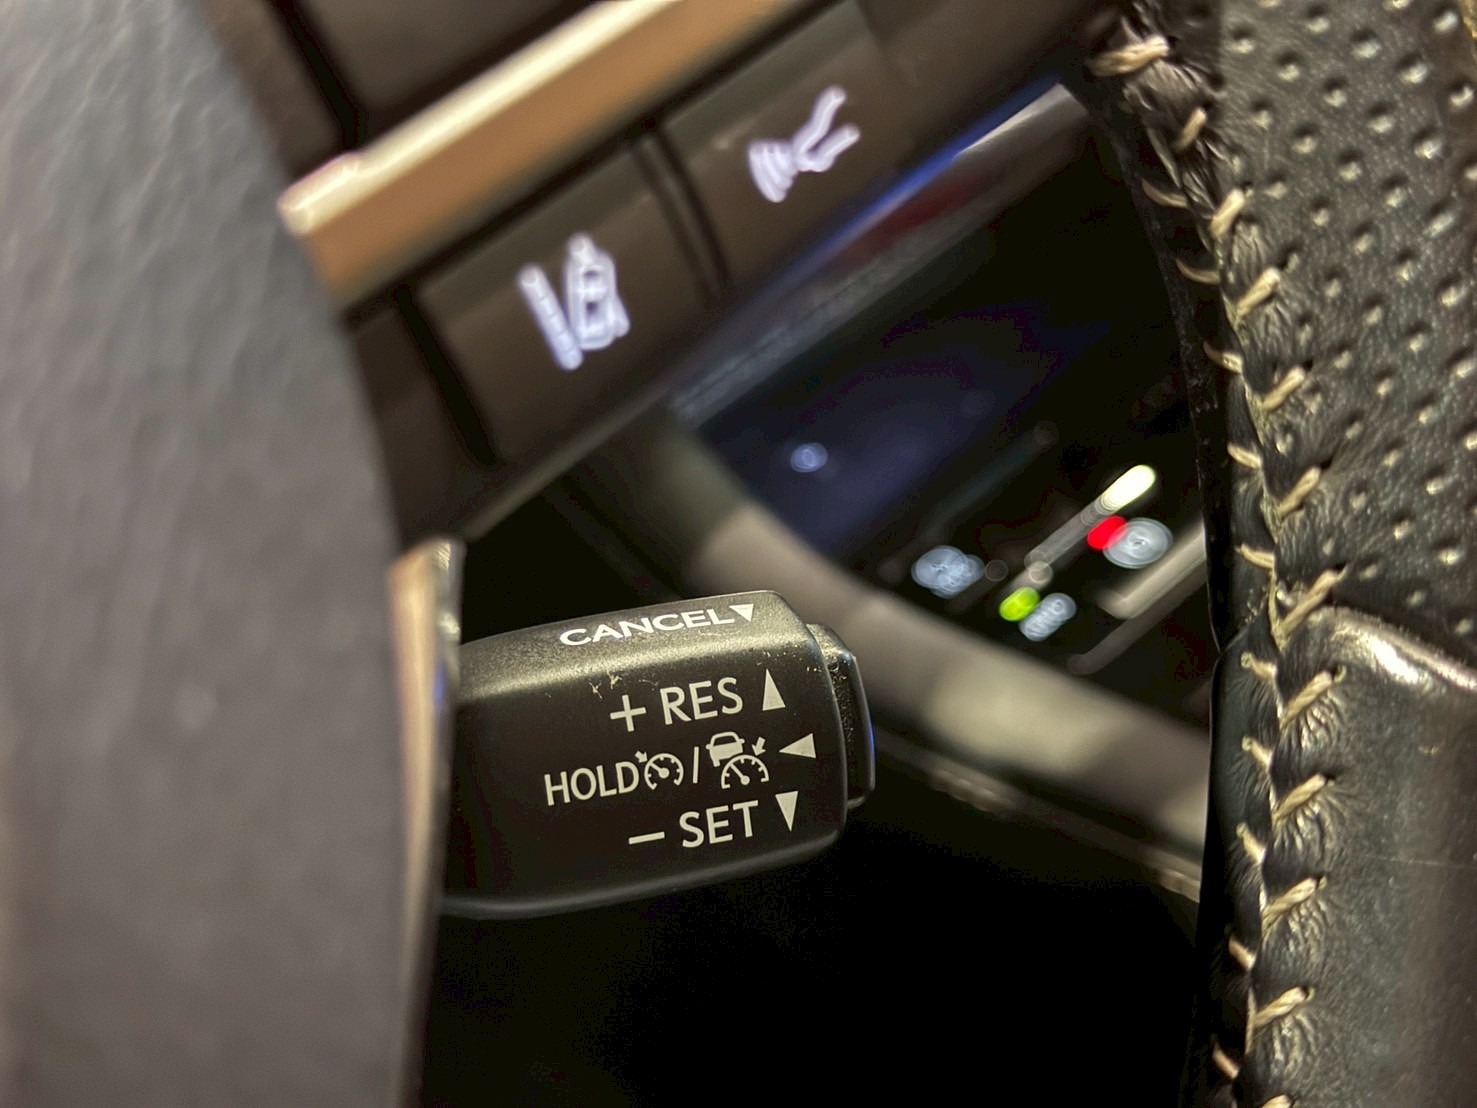 CANCEL▼
+ RES ▲
HOLD / ◀
− SET ▼